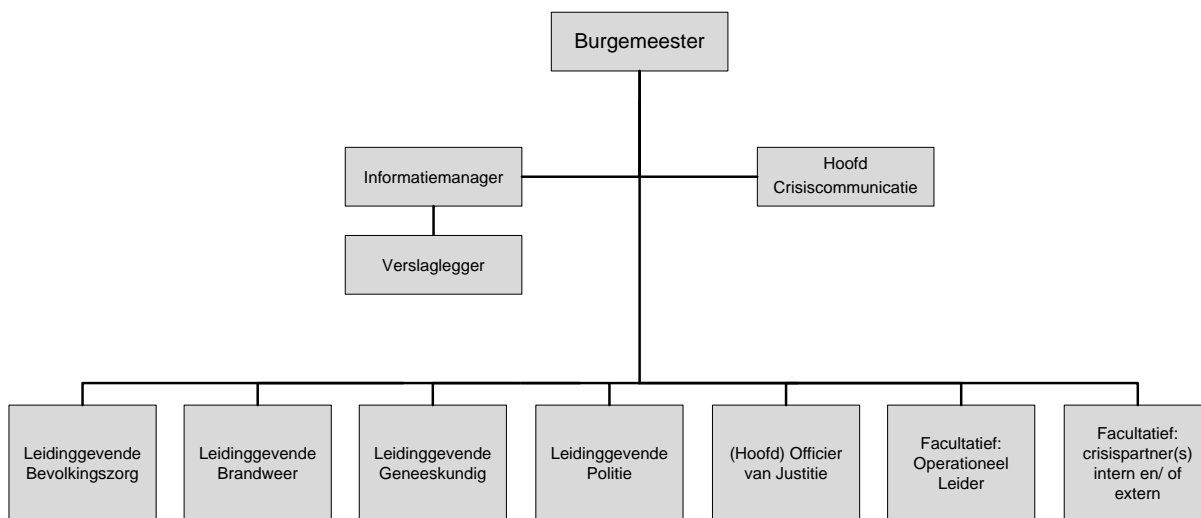 Burgemeester
Informatiemanager
Hoofd
Crisiscommunicatie
Verslaglegger
Leidinggevende
Bevolkingszorg
Leidinggevende
Brandweer
Leidinggevende
Geneeskundig
Leidinggevende
Politie
(Hoofd) Officier
van Justitie
Facultatief:
Operationeel
Leider
Facultatief:
crisispartner(s)
intern en/ of
extern